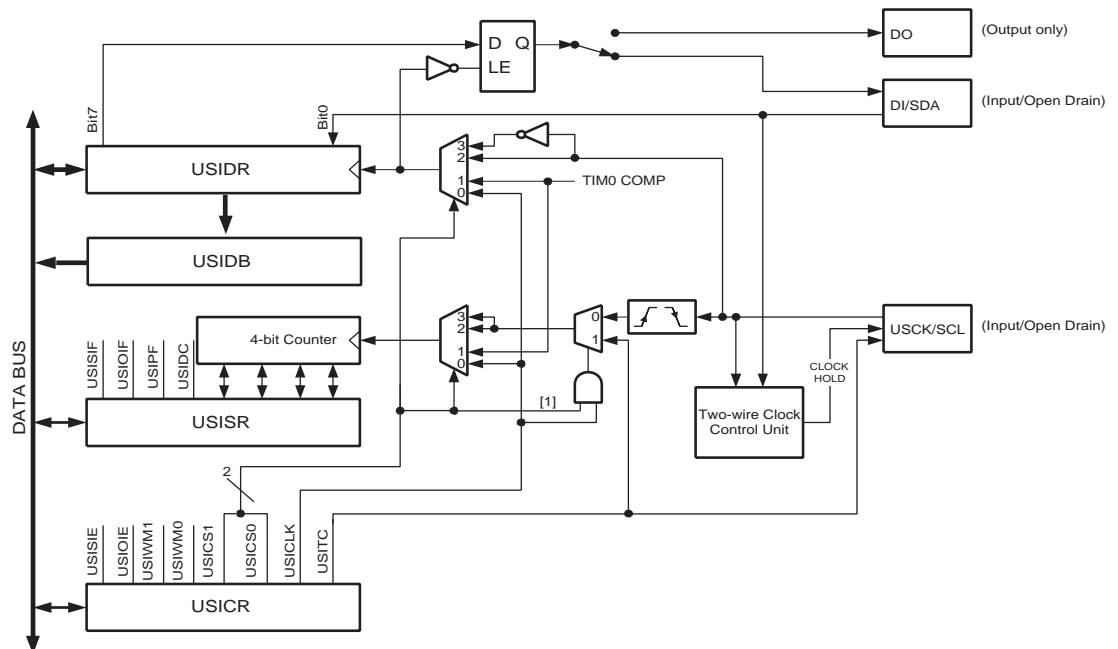 DO
(Output only)
D Q
LE
DI/SDA
(Input/Open Drain)
Bit7
Bit0
USIDR
3
2
1
0
TIM0 COMP
USIDB
DATA BUS
4-bit Counter
3
2
1
0
0
1
USCK/SCL
(Input/Open Drain)
CLOCK
HOLD
USISIF
USIOIF
USIPF
USIDC
[1]
USISR
Two-wire Clock
Control Unit
2
USISIE
USIOIE
USIWM1
USIWM0
USICS1
USICS0
USICLK
USITC
USICR